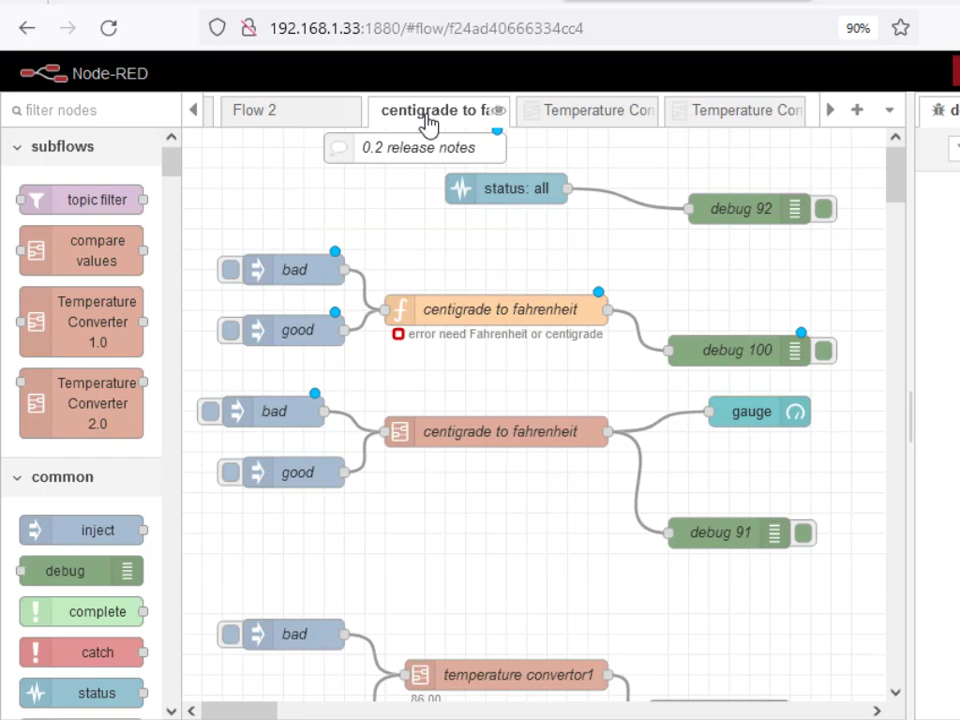 192.168.1.33:1880/#flow/f24ad40666334cc4
90%
Node-RED
filter nodes
Flow 2
centigrade to fa
Temperature Con
Temperature Con
subflows
topic filter
compare
values
Temperature
Converter
1.0
Temperature
Converter
2.0
common
inject
debug
complete
catch
status
0.2 release notes
status: all
debug 92
bad
good
centigrade to fahrenheit
error need Fahrenheit or centigrade
debug 100
bad
good
centigrade to fahrenheit
gauge
debug 91
bad
temperature convertor1
86.00